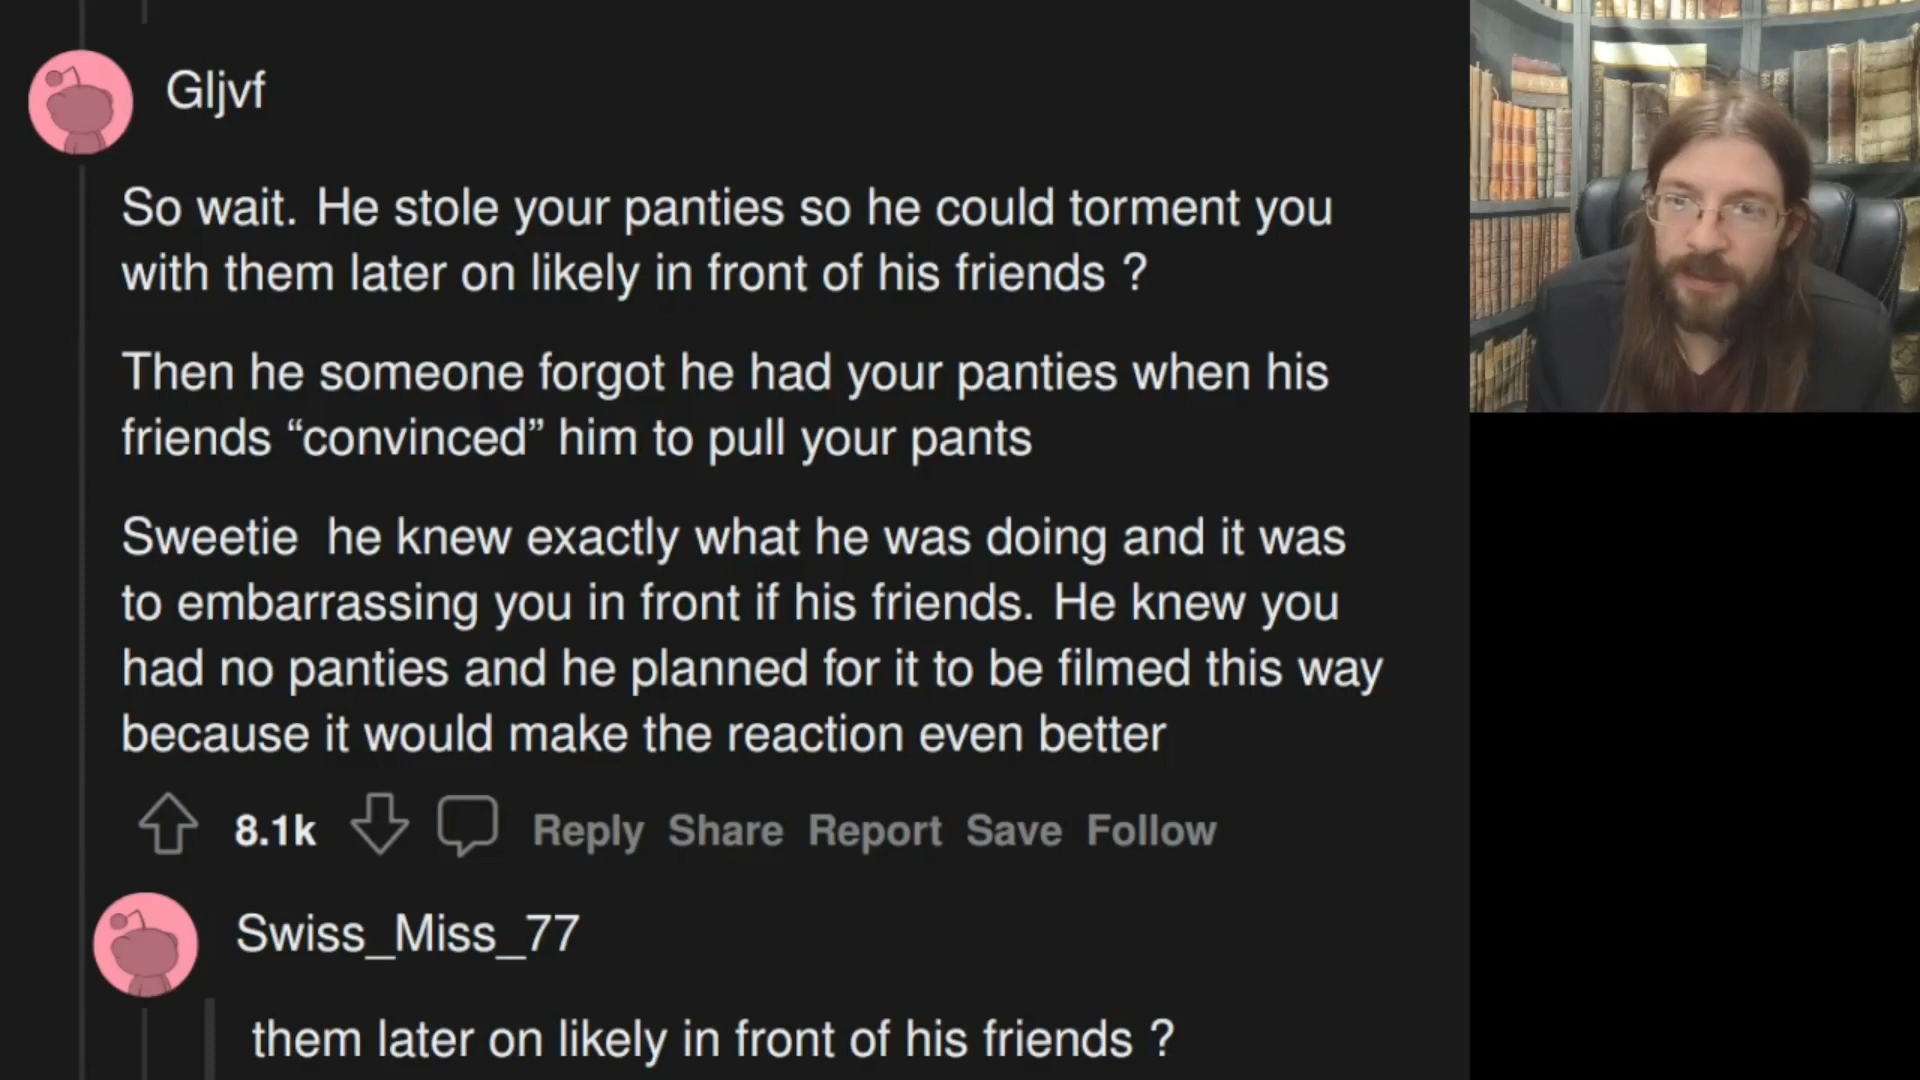 Gljvf
So wait. He stole your panties so he could torment you
with them later on likely in front of his friends ?
Then he someone forgot he had your panties when his
friends “convinced” him to pull your pants
Sweetie  he knew exactly what he was doing and it was
to embarrassing you in front if his friends. He knew you
had no panties and he planned for it to be filmed this way
because it would make the reaction even better
8.1k Reply Share Report Save Follow
Swiss_Miss_77
them later on likely in front of his friends ?